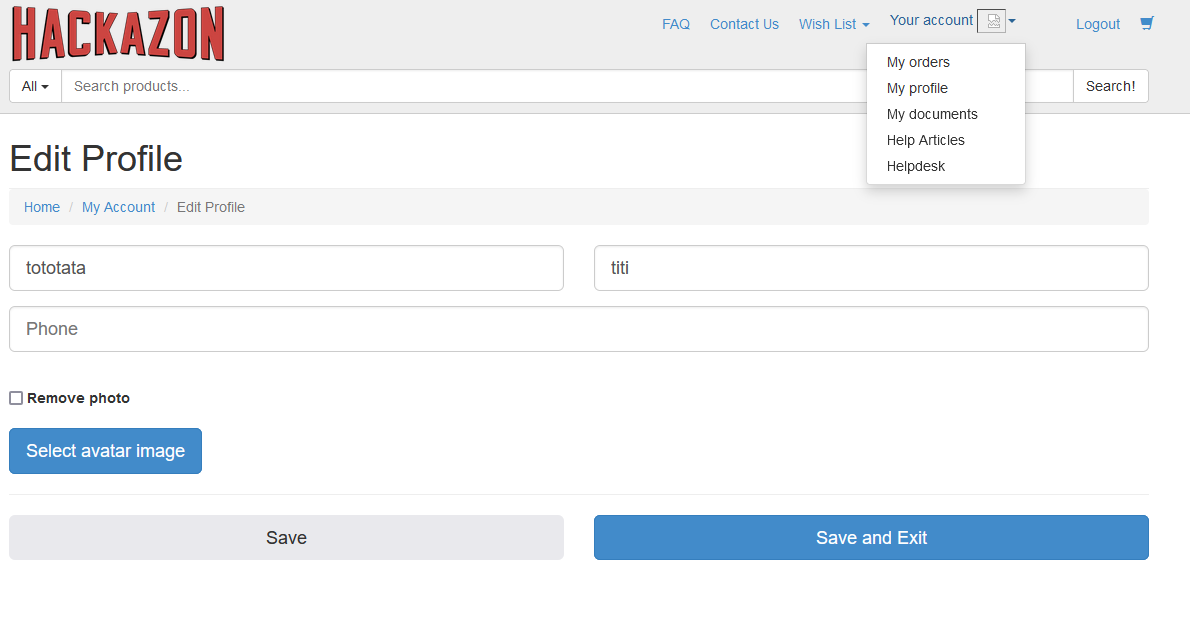 HACKAZON
FAQ Contact Us Wish List Your account Logout
All Search products... Search!
My orders
My profile
My documents
Help Articles
Helpdesk
Edit Profile
Home / My Account / Edit Profile
tototata titi
Phone
Remove photo
Select avatar image
Save Save and Exit